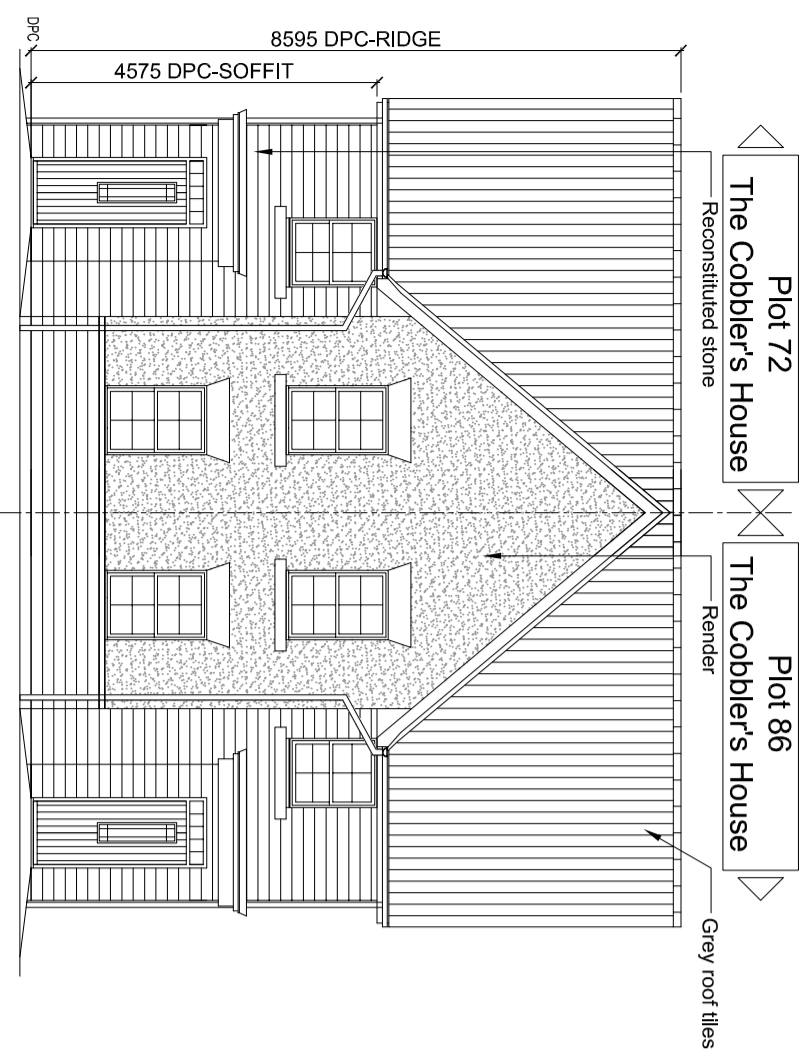 Plot 72
The Cobbler's House
Plot 86
The Cobbler's House
Reconstituted stone
Render
Grey roof tiles
8595 DPC-RIDGE
4575 DPC-SOFFIT
DPC